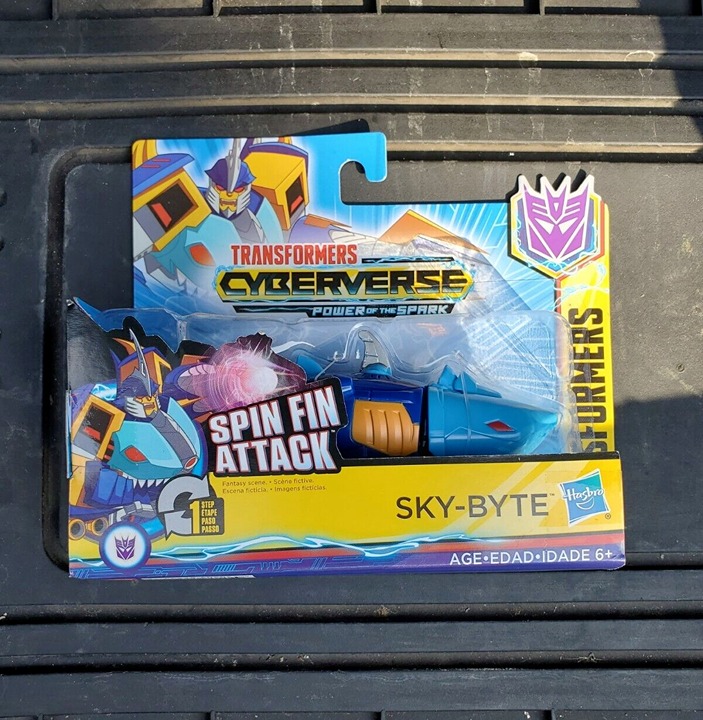 TRANSFORMERS
CYBERVERSE
POWER OF THE SPARK
SPIN FIN
ATTACK
Fantasy scene. • Scène fictive.
Escena ficticia. • Imagens fictícias.
1 STEP
ÉTAPE
PASO
PASSO
SKY-BYTE™
Hasbro
®
AGE•EDAD•IDADE 6+